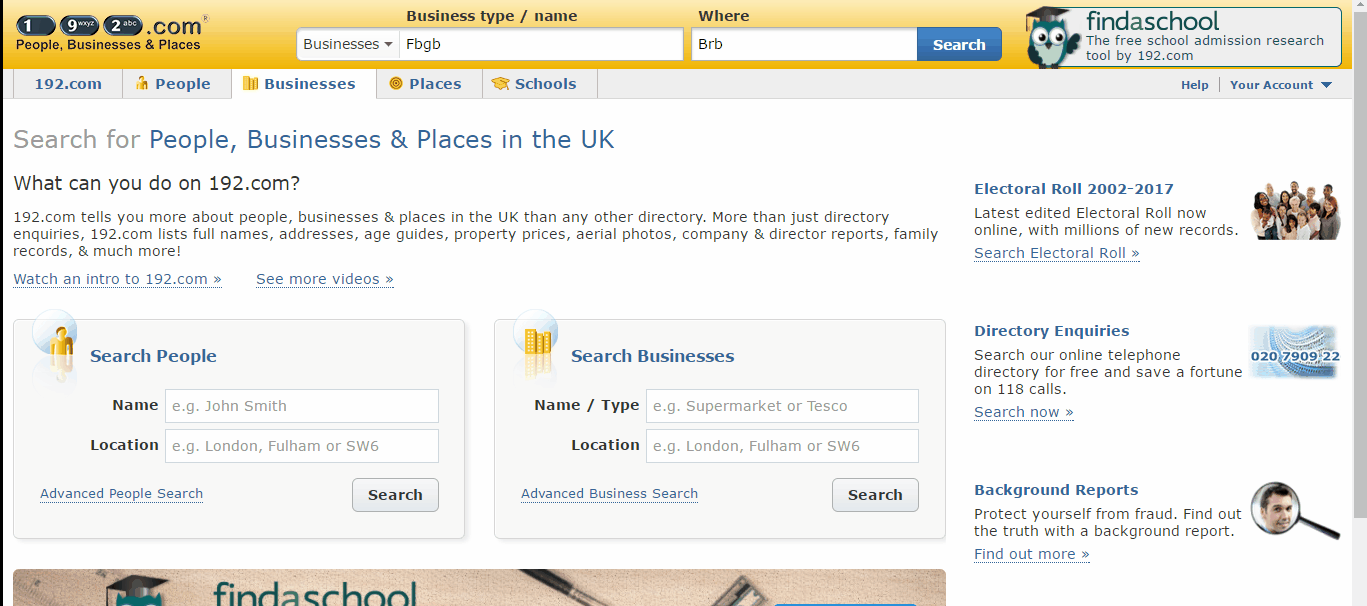 1 9 wxyz 2 abc .com ®
People, Businesses & Places
Business type / name
Where
Businesses
Fbgb
Brb
Search
findaschool
The free school admission research
tool by 192.com
192.com
People
Businesses
Places
Schools
Help
Your Account
Search for People, Businesses & Places in the UK
What can you do on 192.com?
192.com tells you more about people, businesses & places in the UK than any other directory. More than just directory
enquiries, 192.com lists full names, addresses, age guides, property prices, aerial photos, company & director reports, family
records, & much more!
Watch an intro to 192.com »
See more videos »
Search People
Name
e.g. John Smith
Location
e.g. London, Fulham or SW6
Advanced People Search
Search
Search Businesses
Name / Type
e.g. Supermarket or Tesco
Location
e.g. London, Fulham or SW6
Advanced Business Search
Search
Electoral Roll 2002-2017
Latest edited Electoral Roll now
online, with millions of new records.
Search Electoral Roll »
Directory Enquiries
Search our online telephone
directory for free and save a fortune
on 118 calls.
Search now »
020 7909 22
Background Reports
Protect yourself from fraud. Find out
the truth with a background report.
Find out more »
findaschool